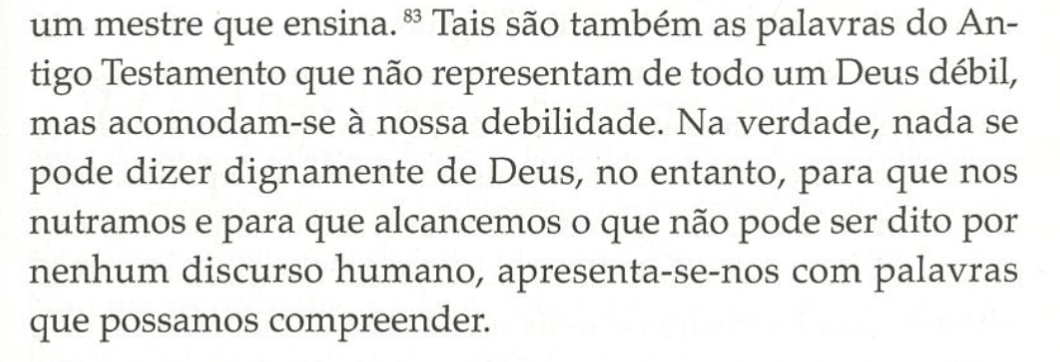 um mestre que ensina. ⁸³ Tais são também as palavras do An-
tigo Testamento que não representam de todo um Deus débil,
mas acomodam-se à nossa debilidade. Na verdade, nada se
pode dizer dignamente de Deus, no entanto, para que nos
nutramos e para que alcancemos o que não pode ser dito por
nenhum discurso humano, apresenta-se-nos com palavras
que possamos compreender.